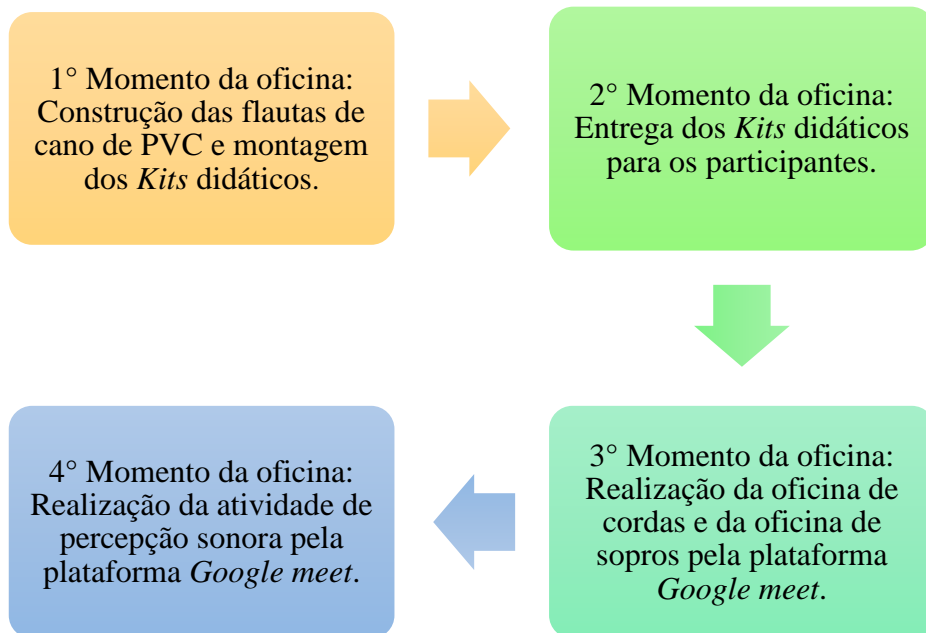 1° Momento da oficina:
Construção das flautas de
cano de PVC e montagem
dos Kits didáticos.
2° Momento da oficina:
Entrega dos Kits didáticos
para os participantes.
3° Momento da oficina:
Realização da oficina de
cordas e da oficina de
sopros pela plataforma
Google meet.
4° Momento da oficina:
Realização da atividade de
percepção sonora pela
plataforma Google meet.